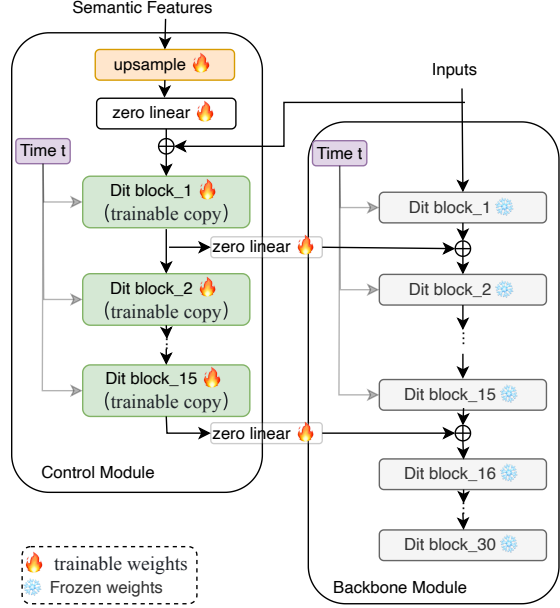 Semantic Features
upsample
zero linear
Time t
Dit block_1
(trainable copy)
zero linear
Dit block_2
(trainable copy)
Dit block_15
(trainable copy)
zero linear
Control Module
Inputs
Time t
Dit block_1
Dit block_2
Dit block_15
Dit block_16
Dit block_30
Backbone Module
trainable weights
Frozen weights